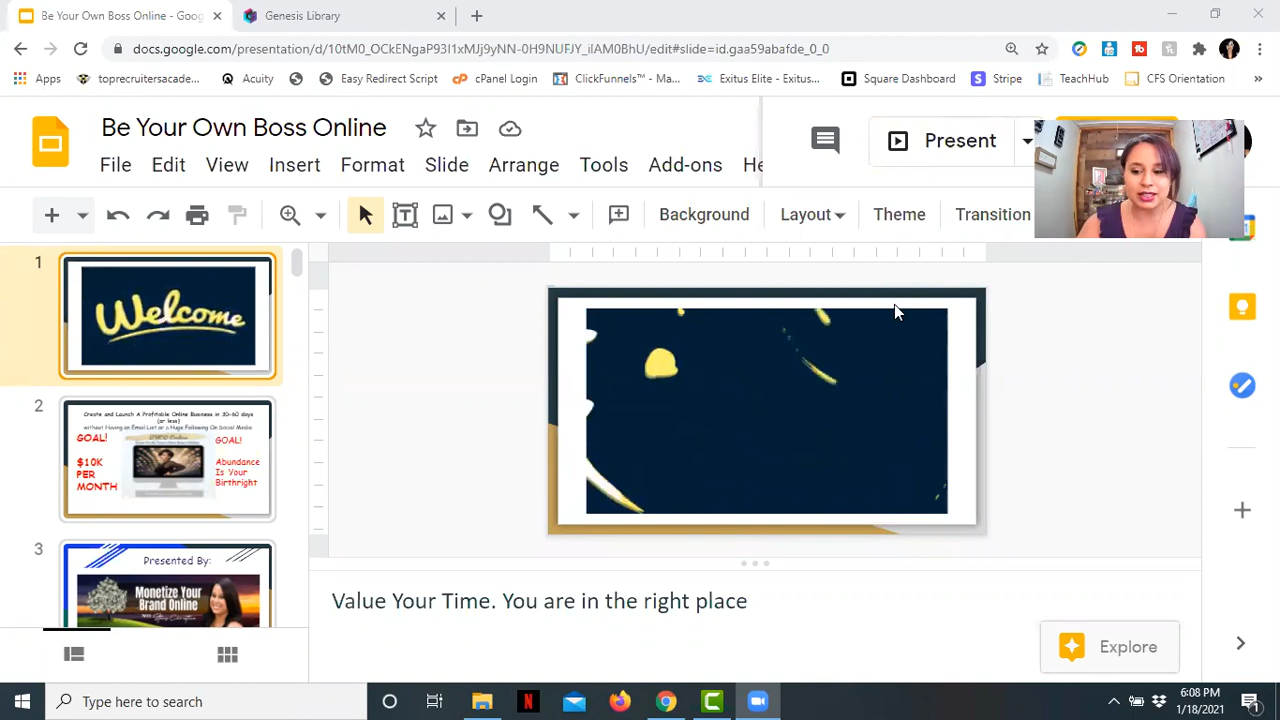 Be Your Own Boss Online - Goog
Genesis Library
docs.google.com/presentation/d/10tM0_OCkENgaP93I1xMJj9yNN-0H9NUFJY_ilAM0BhU/edit#slide=id.gaa59abafde_0_0
Apps
toprecruitersacade...
Acuity
Easy Redirect Script
cPanel Login
ClickFunnels™ - Ma...
Exitus Elite - Exitus...
Square Dashboard
Stripe
TeachHub
CFS Orientation
»
Be Your Own Boss Online
Present
File Edit View Insert Format Slide Arrange Tools Add-ons He
Background Layout Theme Transition
1
Welcome
2
Create and Launch A Profitable Online Business in 30-60 days
(or less)
without Having an Email List or a Huge Following On Social Media
GOAL!
$10K
PER
MONTH
GOAL!
Abundance
Is Your
Birthright
3
Presented By:
Monetize Your
Brand Online
Value Your Time. You are in the right place
Explore
Type here to search
6:08 PM
1/18/2021